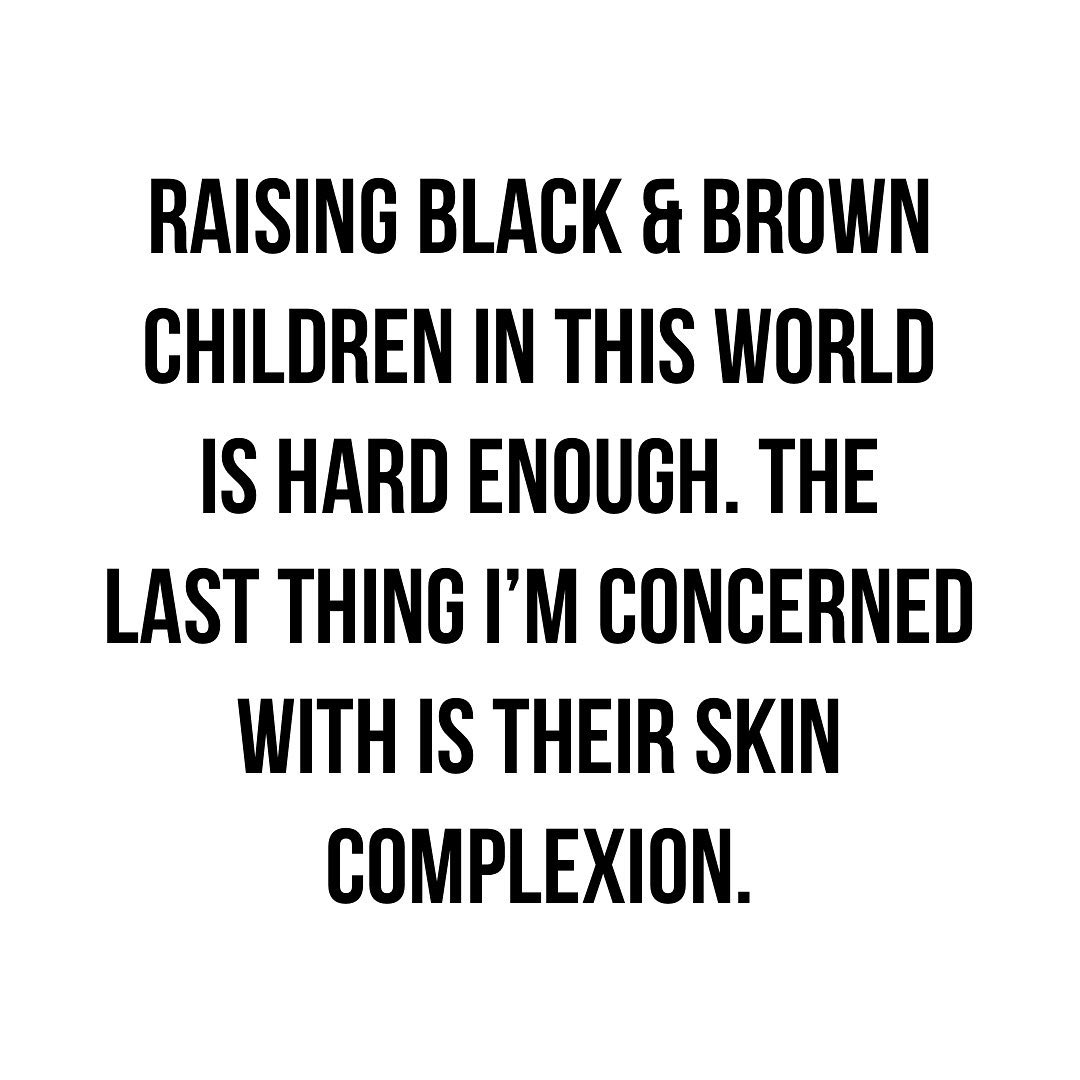 RAISING BLACK & BROWN
CHILDREN IN THIS WORLD
IS HARD ENOUGH. THE
LAST THING I’M CONCERNED
WITH IS THEIR SKIN
COMPLEXION.